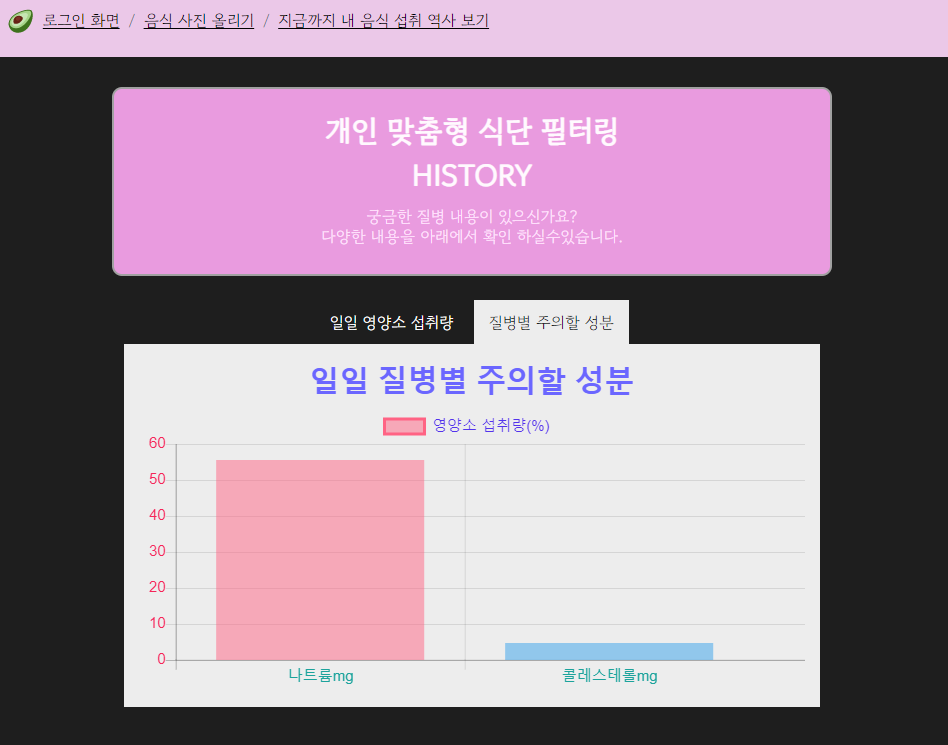 로그인 화면 / 음식 사진 올리기 / 지금까지 내 음식 섭취 역사 보기
개인 맞춤형 식단 필터링
HISTORY
궁금한 질병 내용이 있으신가요?
다양한 내용을 아래에서 확인 하실수있습니다.
일일 영양소 섭취량 질병별 주의할 성분
일일 질병별 주의할 성분
영양소 섭취량(%)
60
50
40
30
20
10
0
나트륨mg 콜레스테롤mg